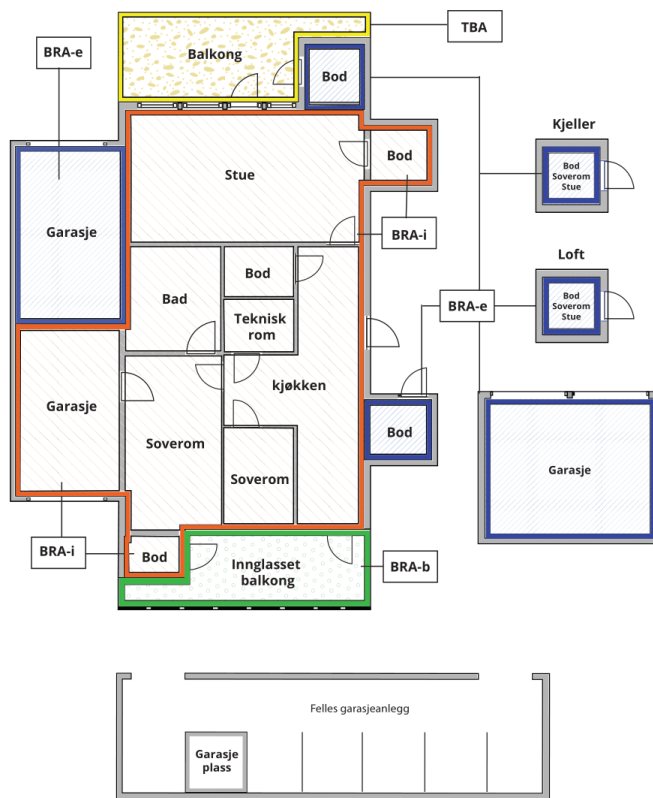 TBA
BRA-e
Balkong
Bod
Kjeller
Bod
Soverom
Stue
Stue
Bod
Garasje
BRA-i
Bod
Loft
Bad
Teknisk
rom
BRA-e
Bod
Soverom
Stue
kjøkken
Garasje
Soverom
Bod
Soverom
Garasje
BRA-i
Bod
Innglasset
balkong
BRA-b
Felles garasjeanlegg
Garasje
plass